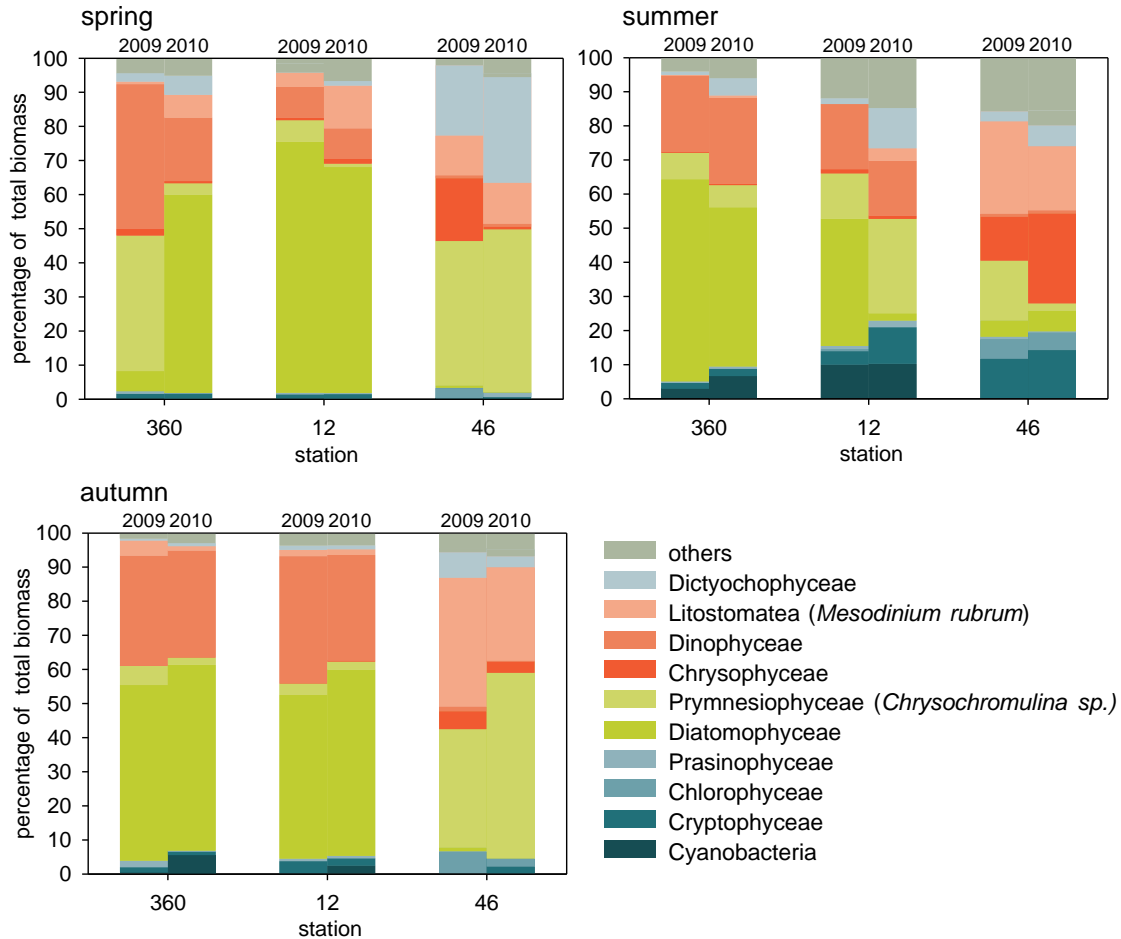 spring
2009 2010 2009 2010 2009 2010
100
90
80
70
60
50
40
30
20
10
0
percentage of total biomass
360 12 46
station
summer
2009 2010 2009 2010 2009 2010
100
90
80
70
60
50
40
30
20
10
0
360 12 46
station
autumn
2009 2010 2009 2010 2009 2010
100
90
80
70
60
50
40
30
20
10
0
percentage of total biomass
360 12 46
station
others
Dictyochophyceae
Litostomatea (Mesodinium rubrum)
Dinophyceae
Chrysophyceae
Prymnesiophyceae (Chrysochromulina sp.)
Diatomophyceae
Prasinophyceae
Chlorophyceae
Cryptophyceae
Cyanobacteria